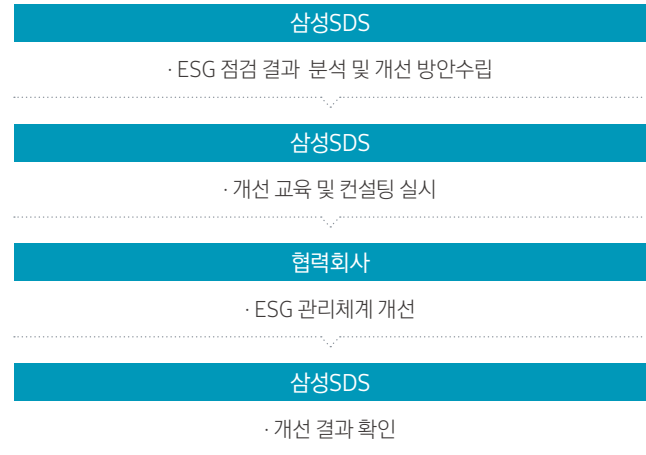 삼성SDS
· ESG 점검 결과 분석 및 개선 방안수립
삼성SDS
· 개선 교육 및 컨설팅 실시
협력회사
· ESG 관리체계 개선
삼성SDS
· 개선 결과 확인